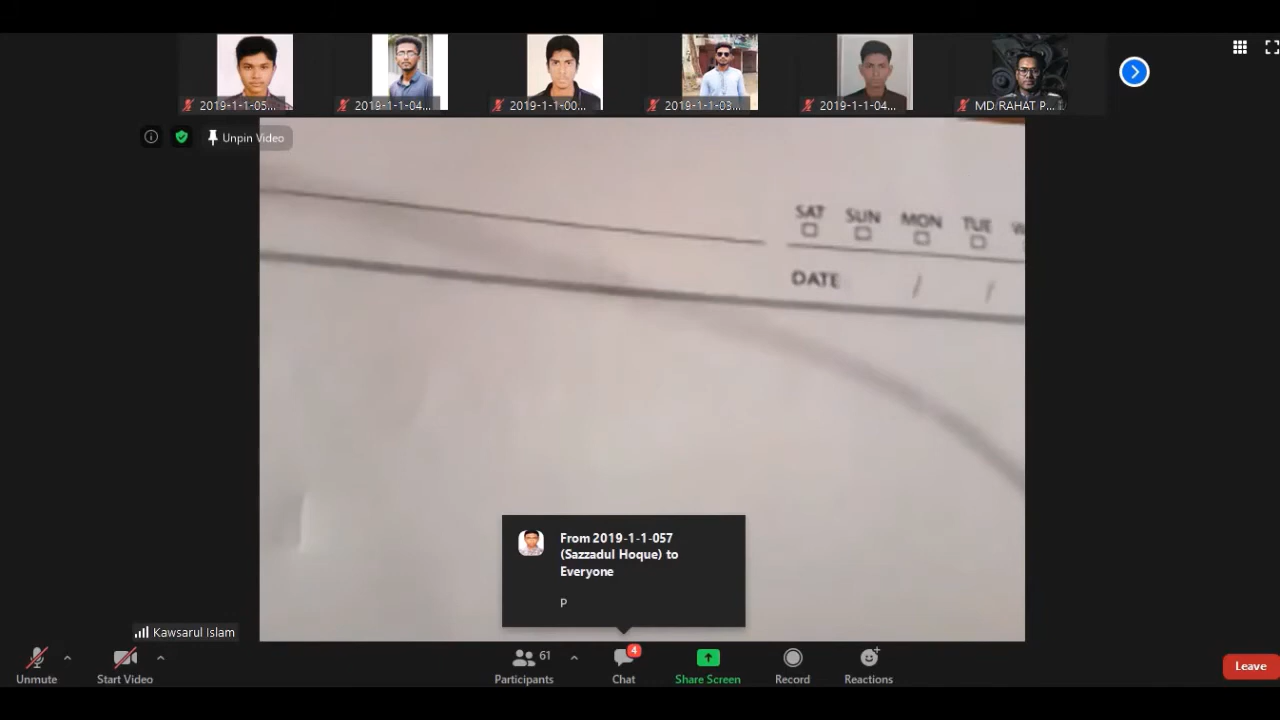 2019-1-1-05...
2019-1-1-04...
2019-1-1-00...
2019-1-1-03...
2019-1-1-04...
MD RAHAT P...
Unpin Video
SAT SUN MON TUE
DATE / /
From 2019-1-1-057
(Sazzadul Hoque) to
Everyone
P
Kawsarul Islam
Unmute
Start Video
61
Participants
4
Chat
Share Screen
Record
Reactions
Leave